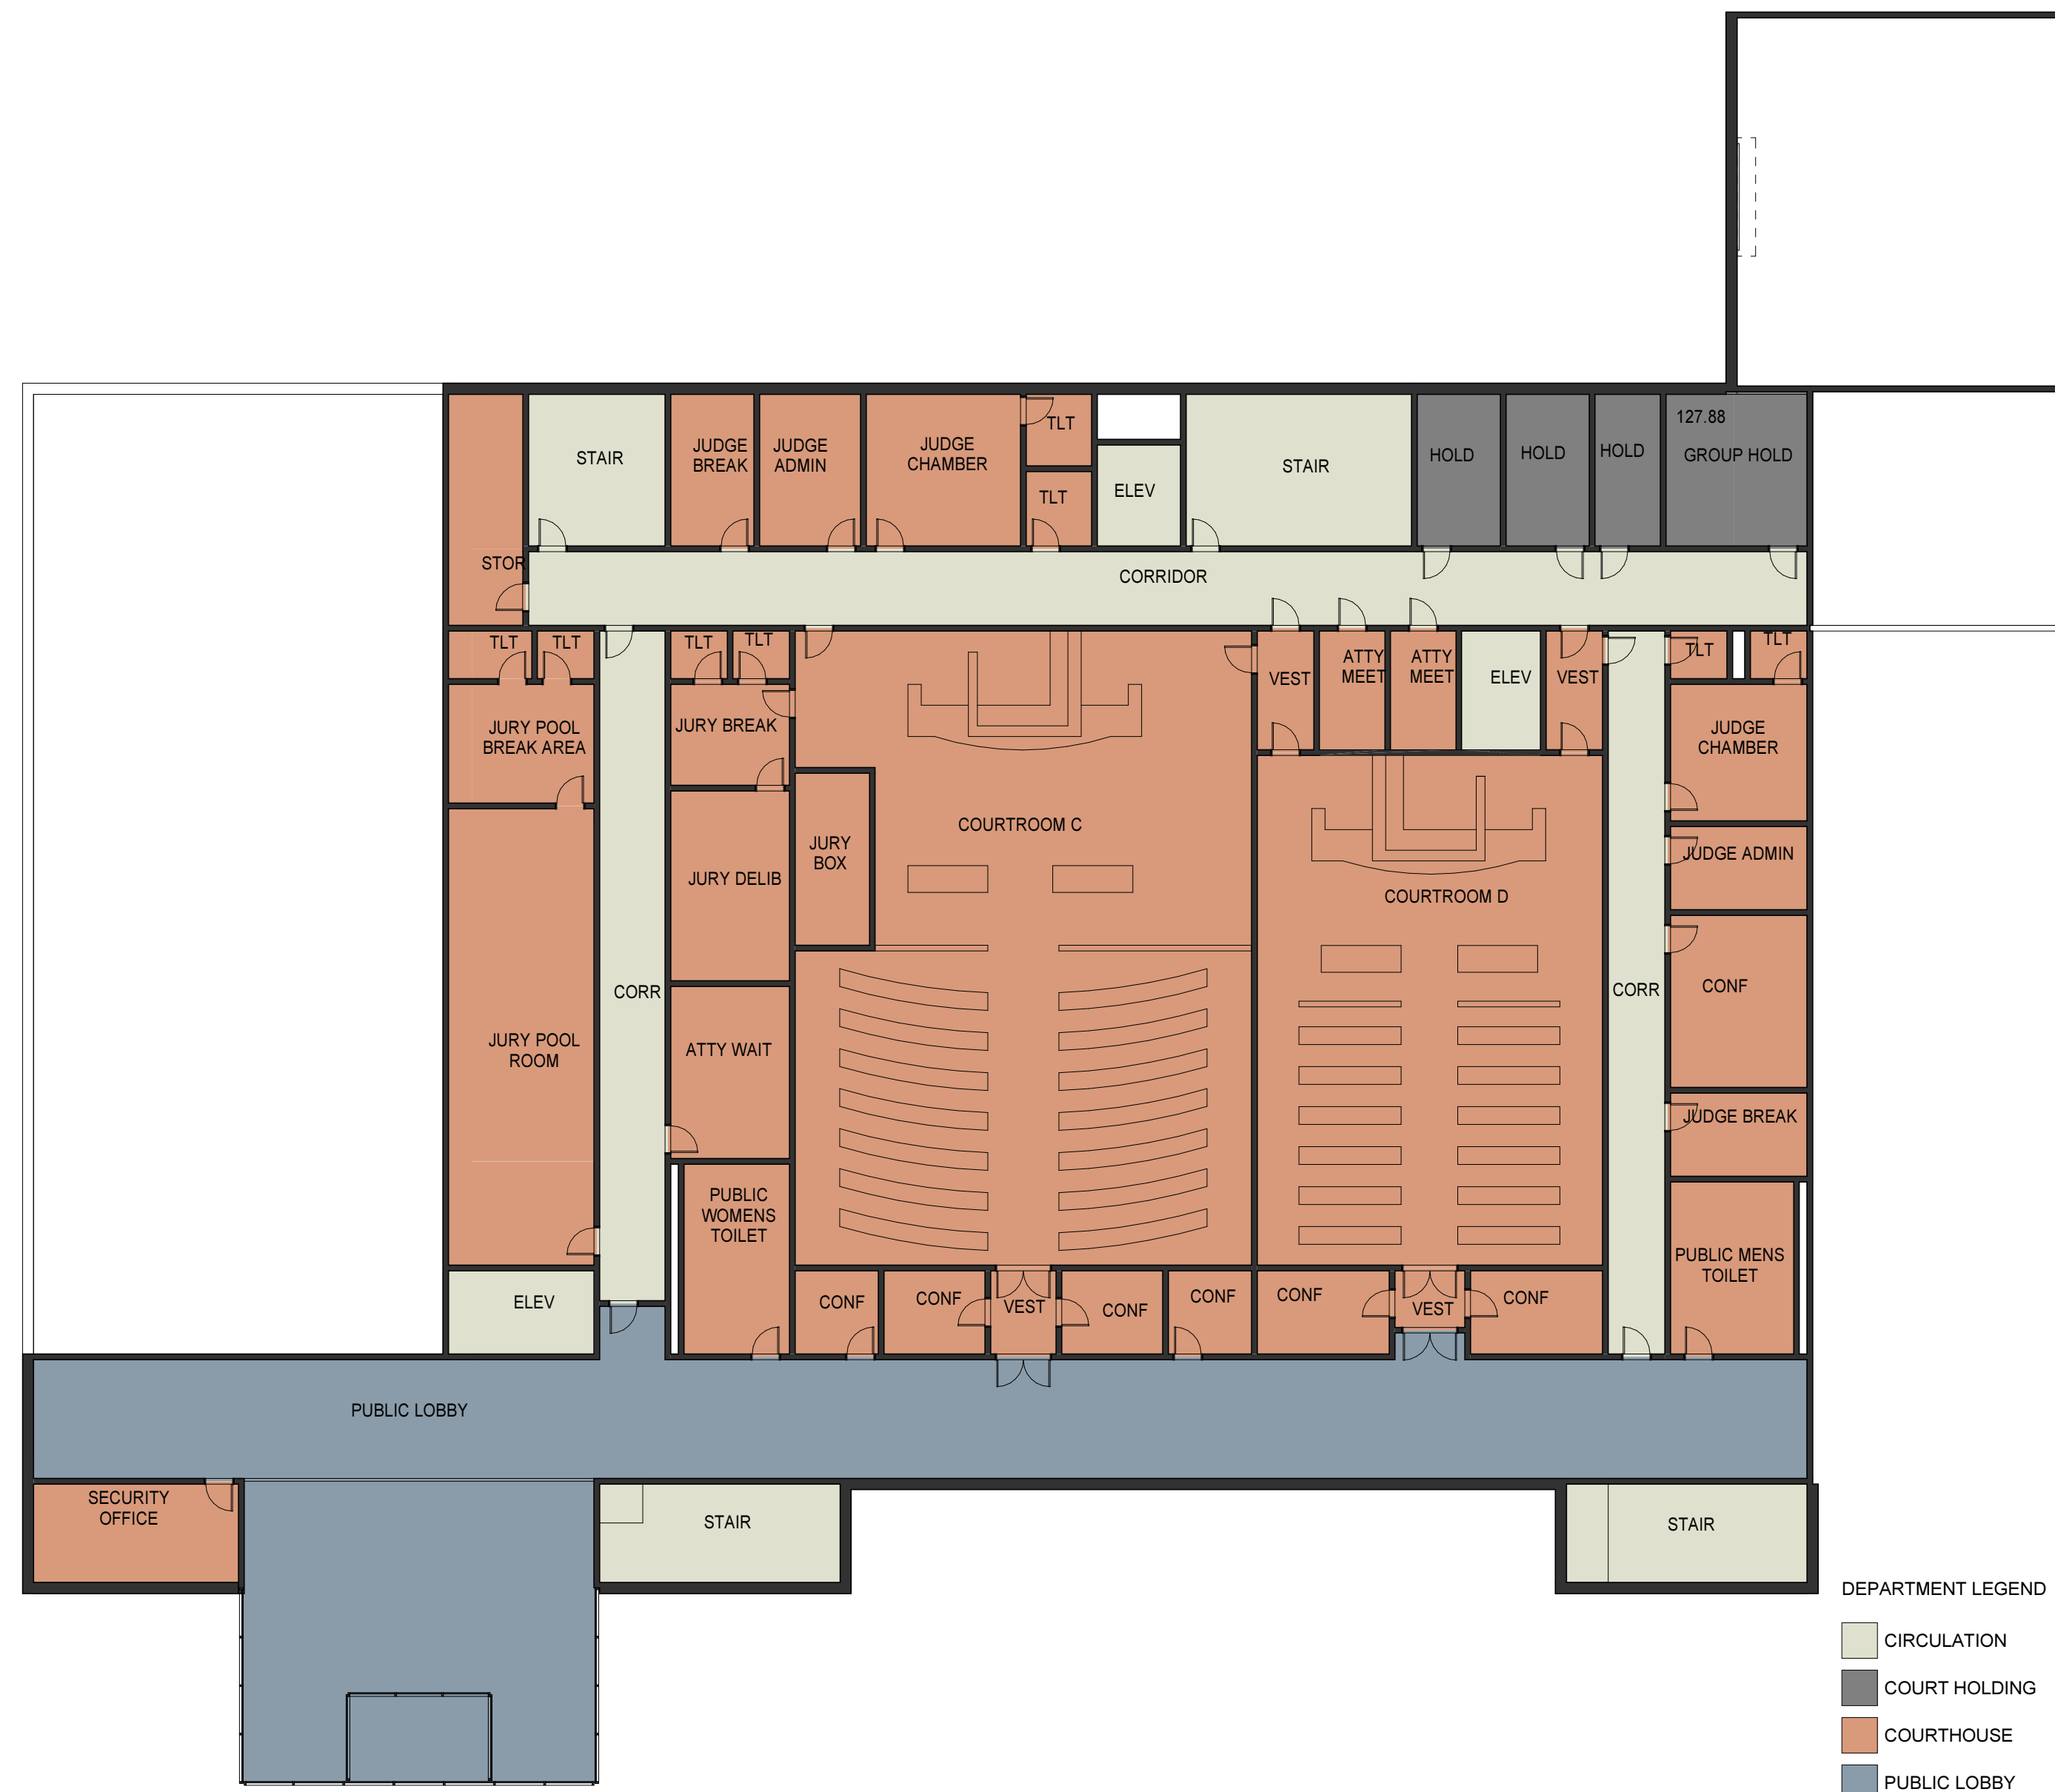 127.88
TLT
JUDGE
BREAK
JUDGE
ADMIN
JUDGE
CHAMBER
STAIR
HOLD
HOLD
HOLD
GROUP HOLD
STAIR
ELEV
TLT
STOR
CORRIDOR
TLT
TLT
TLT
TLT
ATTY
MEET
ATTY
MEET
VEST
ELEV
VEST
TLT
TLT
JURY POOL
BREAK AREA
JURY BREAK
JUDGE
CHAMBER
COURTROOM C
JURY
BOX
JURY DELIB
COURTROOM D
JUDGE ADMIN
CORR
CORR
CONF
JURY POOL
ROOM
ATTY WAIT
JUDGE BREAK
PUBLIC
WOMENS
TOILET
PUBLIC MENS
TOILET
ELEV
CONF
CONF
VEST
CONF
CONF
CONF
VEST
CONF
PUBLIC LOBBY
SECURITY
OFFICE
STAIR
STAIR
DEPARTMENT LEGEND
CIRCULATION
COURT HOLDING
COURTHOUSE
PUBLIC LOBBY